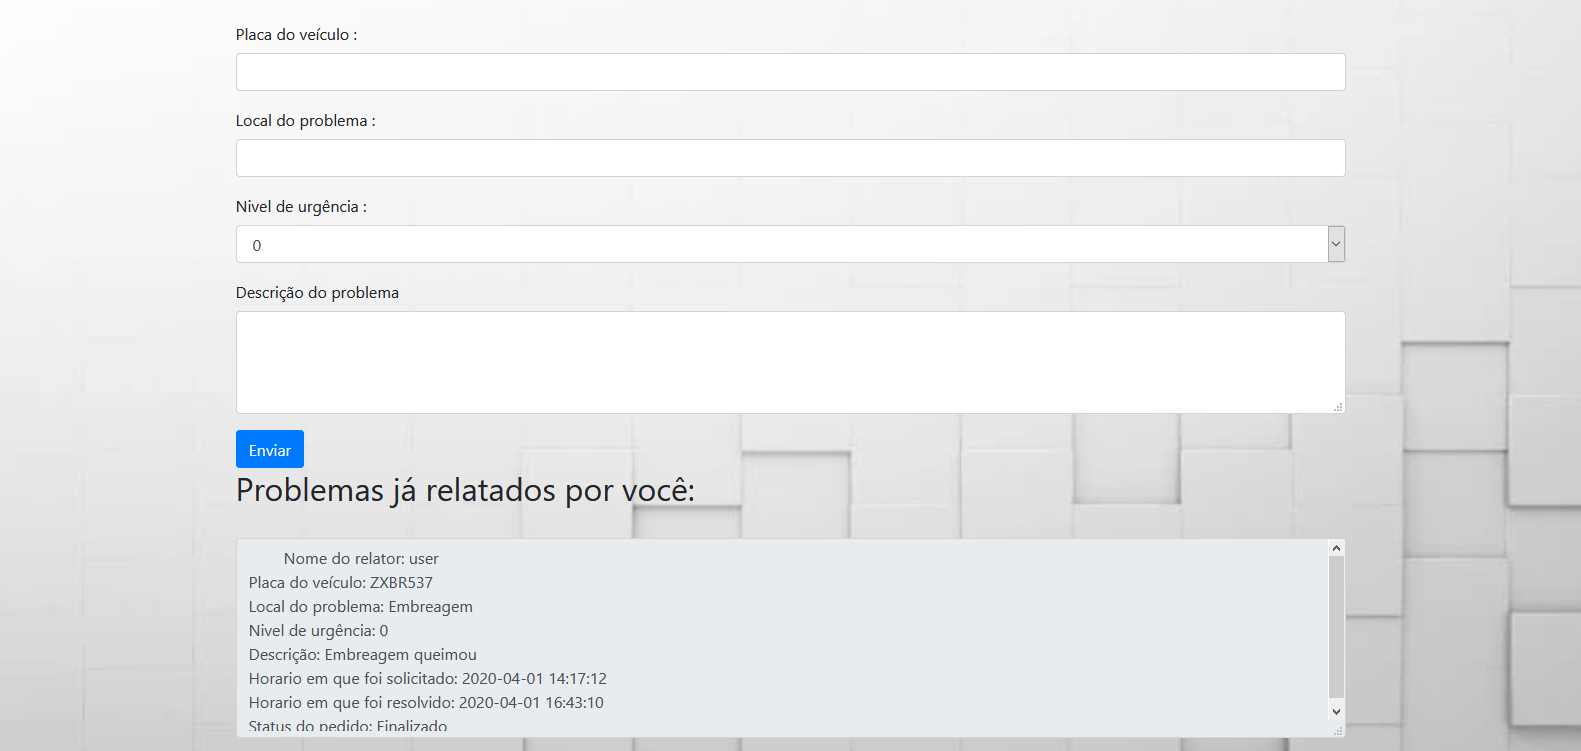 Placa do veículo :
Local do problema :
Nivel de urgência :
0
Descrição do problema
Enviar
Problemas já relatados por você:
Nome do relator: user
Placa do veículo: ZXBR537
Local do problema: Embreagem
Nivel de urgência: 0
Descrição: Embreagem queimou
Horario em que foi solicitado: 2020-04-01 14:17:12
Horario em que foi resolvido: 2020-04-01 16:43:10
Status do pedido: Finalizado